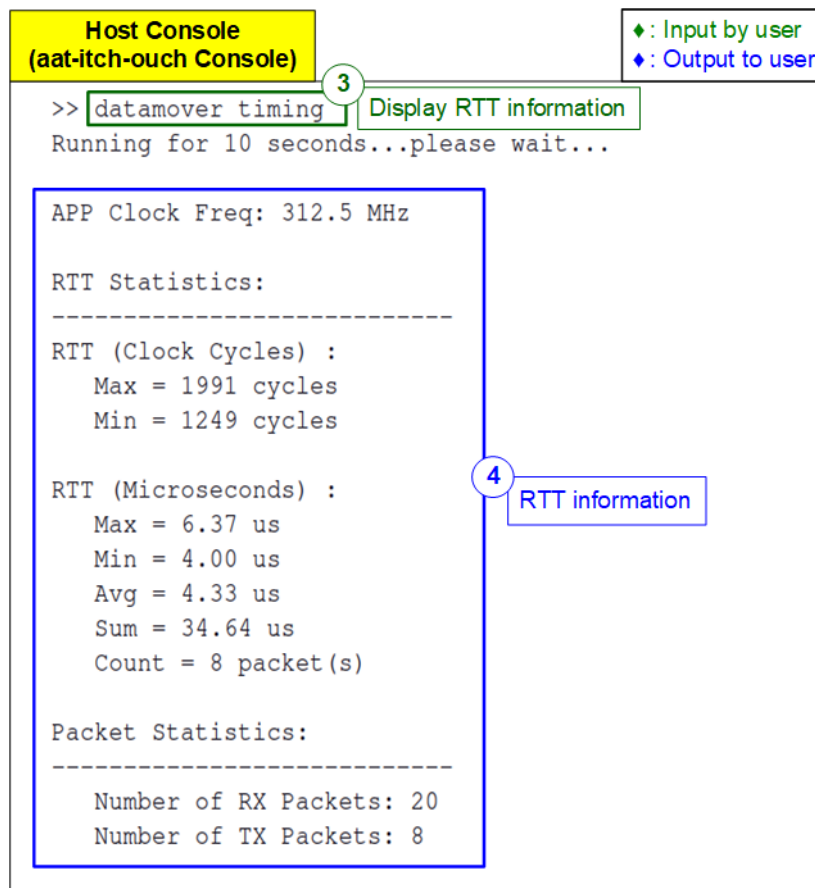 Host Console
(aat-itch-ouch Console)
♦ : Input by user
♦ : Output to user
3
>> datamover timing
Display RTT information
Running for 10 seconds...please wait...
APP Clock Freq: 312.5 MHz
RTT Statistics:
----------------------------
RTT (Clock Cycles) :
Max = 1991 cycles
Min = 1249 cycles
RTT (Microseconds) :
4
RTT information
Max = 6.37 us
Min = 4.00 us
Avg = 4.33 us
Sum = 34.64 us
Count = 8 packet(s)
Packet Statistics:
----------------------------
Number of RX Packets: 20
Number of TX Packets: 8